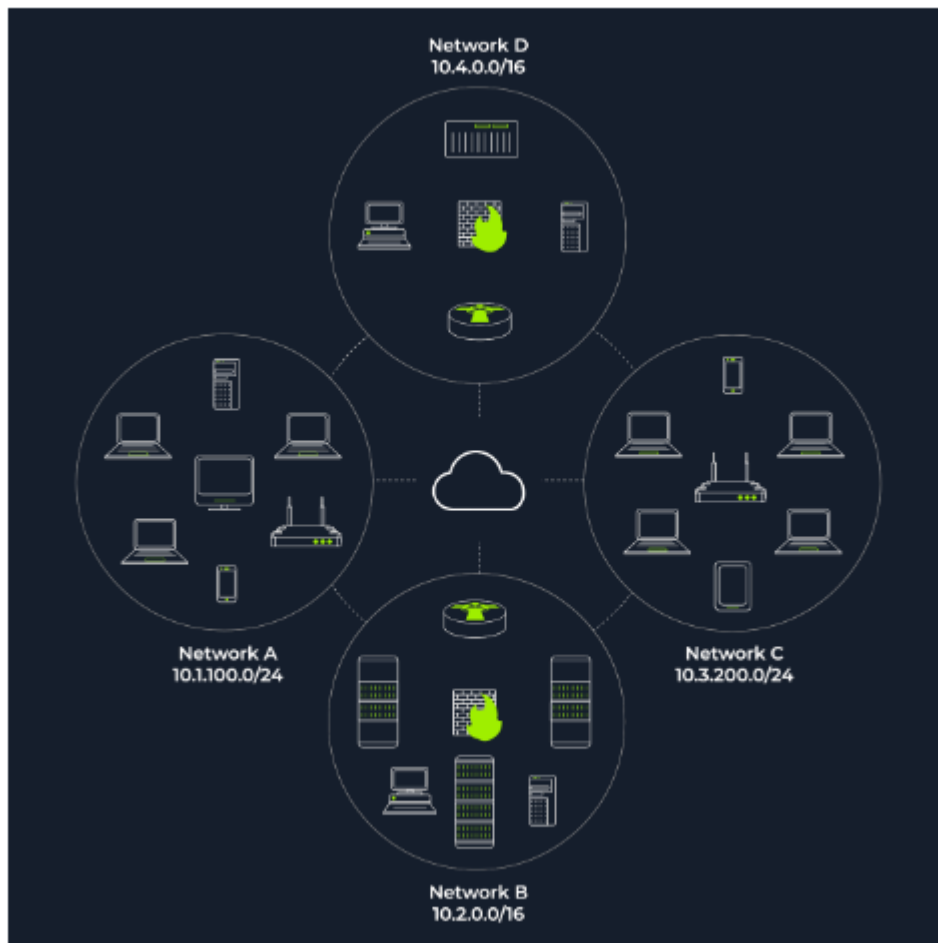 Network D
10.4.0.0/16
Network A
10.1.100.0/24
Network C
10.3.200.0/24
Network B
10.2.0.0/16